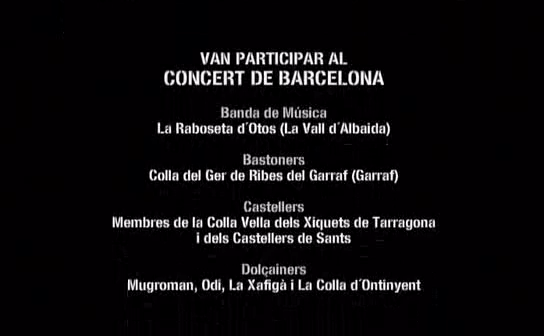 VAN PARTICIPAR AL
CONCERT DE BARCELONA
Banda de Música
La Raboseta d´Otos (La Vall d´Albaida)
Bastoners
Colla del Ger de Ribes del Garraf (Garraf)
Castellers
Membres de la Colla Vella dels Xiquets de Tarragona
i dels Castellers de Sants
Dolçainers
Mugroman, Odi, La Xafigà i La Colla d´Ontinyent